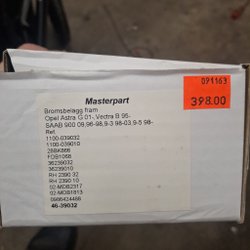 091163
398.00
Masterpart
Bromsbelägg fram
Opel Astra G 01-,Vectra B 95-
SAAB 900 09,96-98,9-3 98-03,9-5 98-
Ref.
1100-039032
1100-039010
2BBK866
FDB1068
36239032
36239010
RH 2390 32
RH 2390 10
02-MDB2317
02-MDB1813
0986424488
46-39032